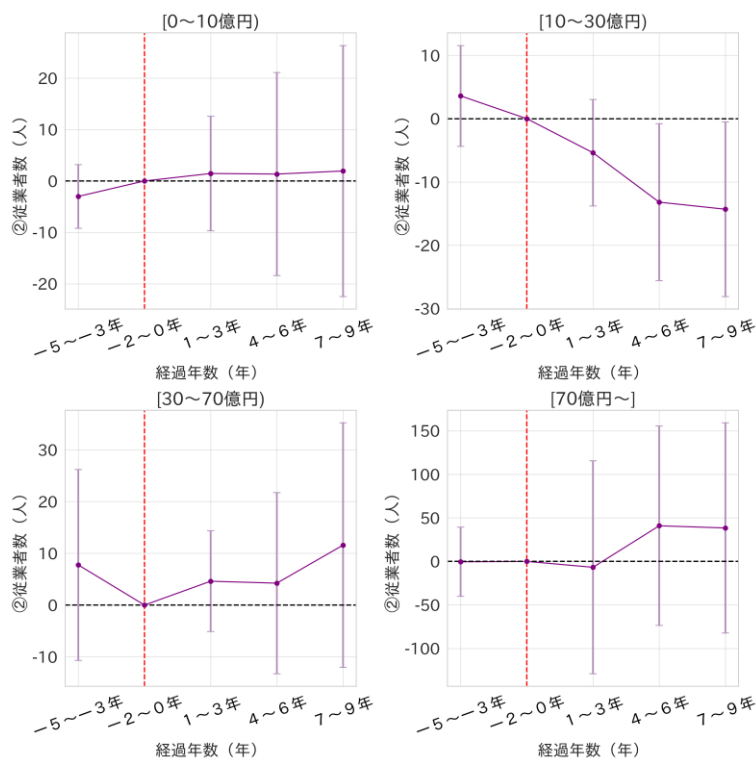 [0～10億円)
②従業者数（人）
20
10
0
-10
-20
－5～－3年
－2～0年
1～3年
4～6年
7～9年
経過年数（年）
[10～30億円)
②従業者数（人）
10
0
-10
-20
-30
－5～－3年
－2～0年
1～3年
4～6年
7～9年
経過年数（年）
[30～70億円)
②従業者数（人）
30
20
10
0
-10
－5～－3年
－2～0年
1～3年
4～6年
7～9年
経過年数（年）
[70億円～]
②従業者数（人）
150
100
50
0
-50
-100
－5～－3年
－2～0年
1～3年
4～6年
7～9年
経過年数（年）